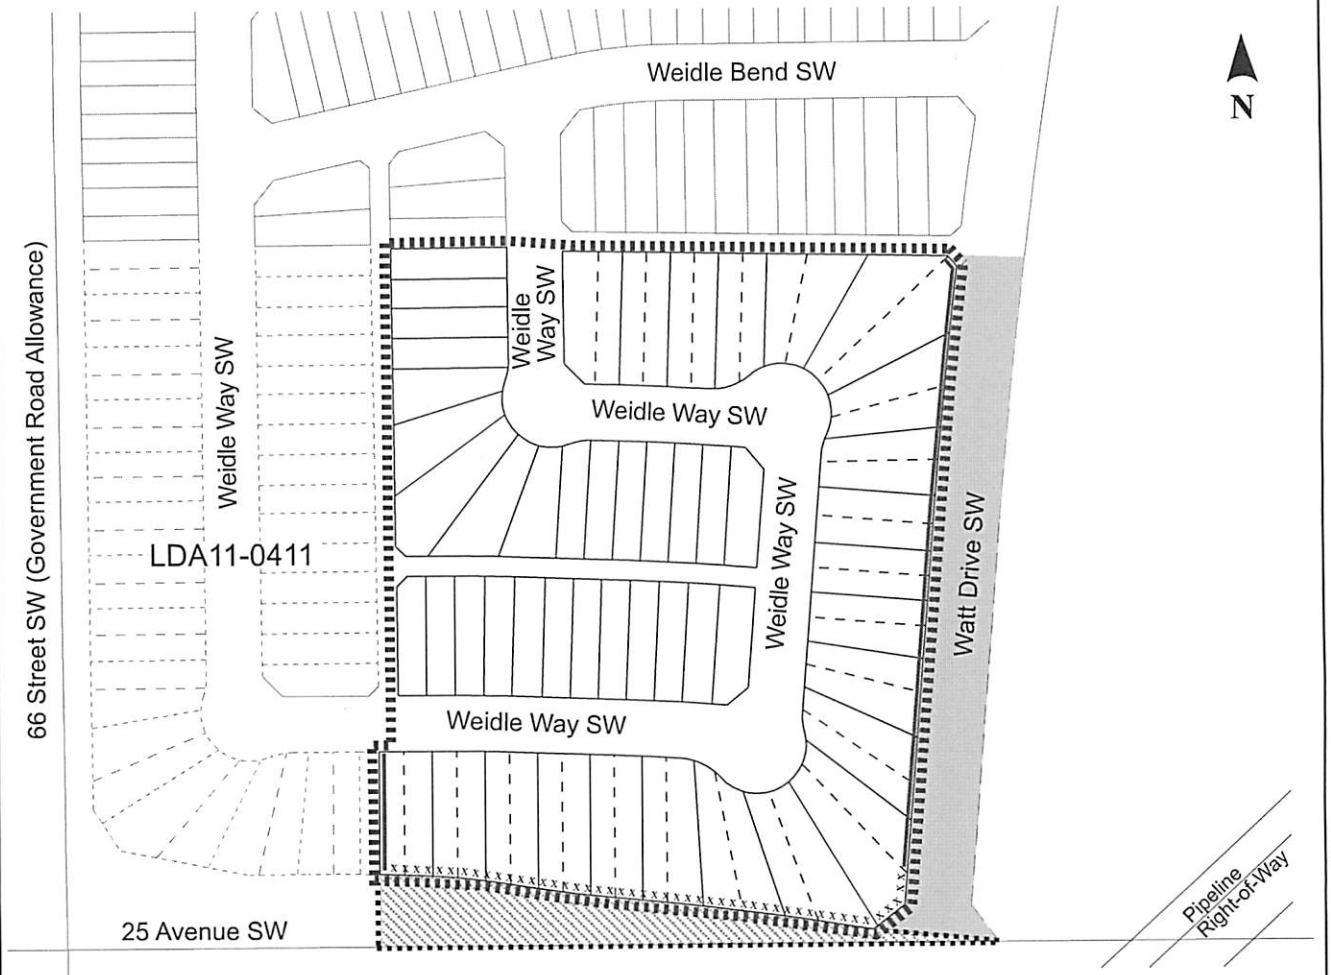 Weidle Bend SW
N
66 Street SW (Government Road Allowance)
Weidle Way SW
Weidle
Way SW
Weidle Way SW
Weidle Way SW
Watt Drive SW
LDA11-0411
Weidle Way SW
25 Avenue SW
Pipeline
Right-of-Way